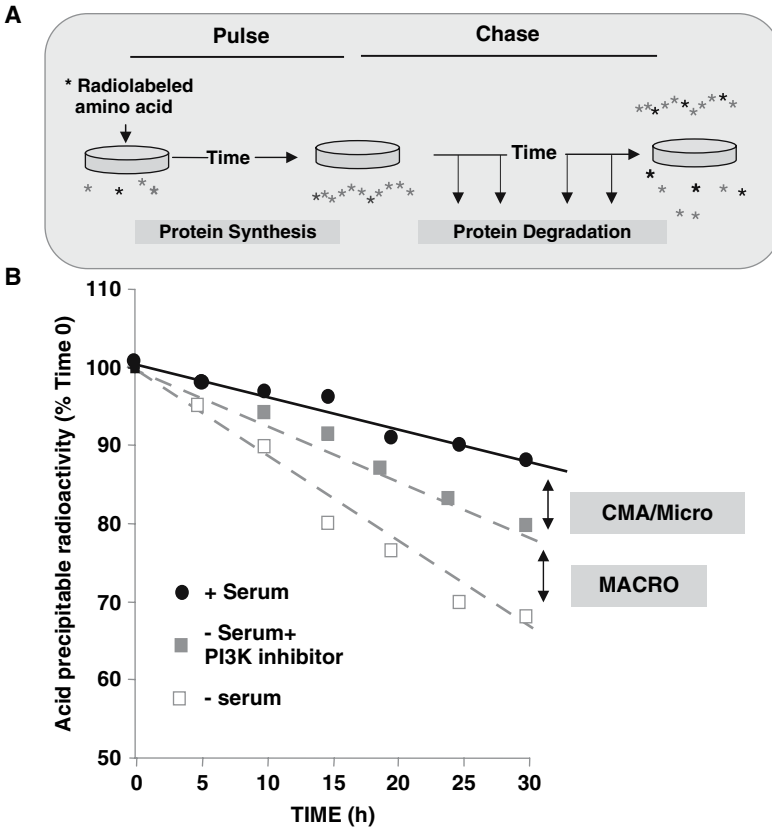 A
Pulse
Chase
* Radiolabeled
amino acid
Time
Time
Protein Synthesis
Protein Degradation
B
Acid precipitable radioactivity (% Time 0)
110
100
90
80
70
60
50
CMA/Micro
MACRO
+ Serum
- Serum+
PI3K inhibitor
- serum
0 5 10 15 20 25 30
TIME (h)